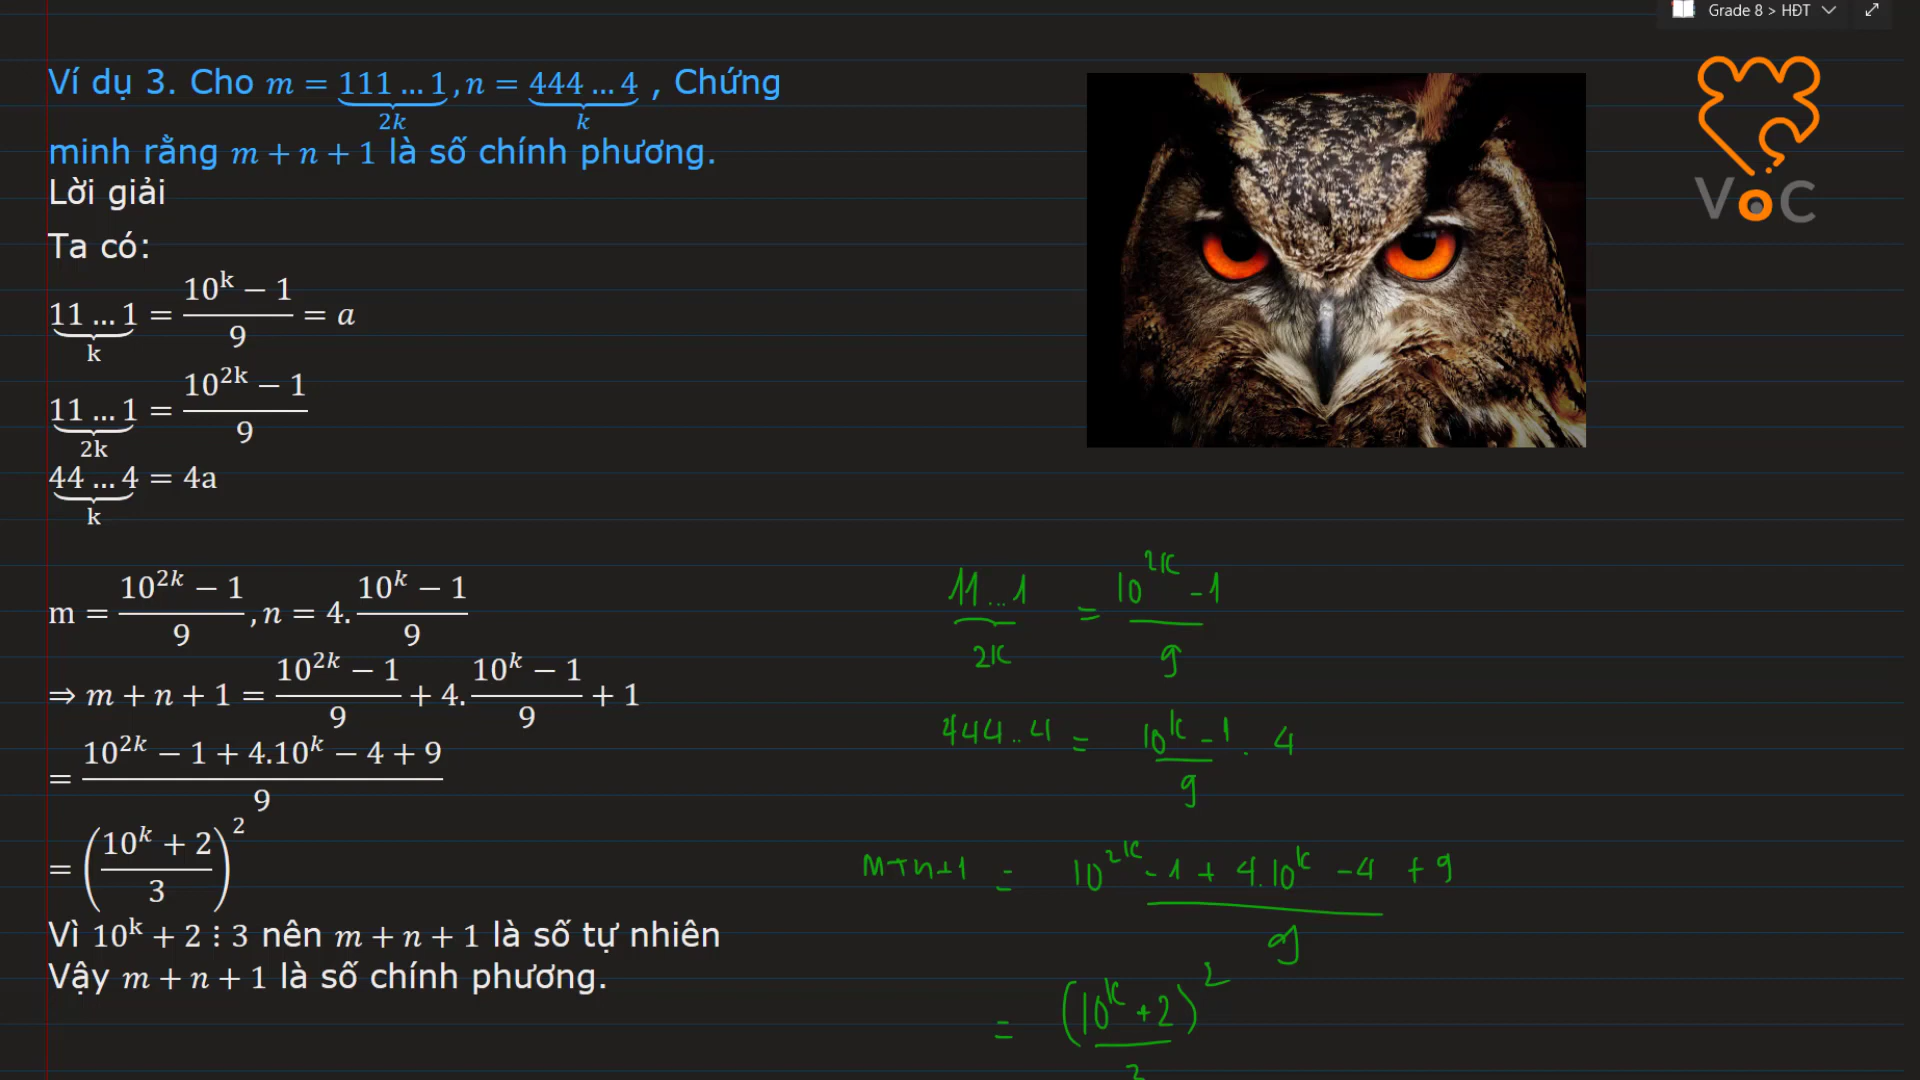 Grade 8 > HĐT
Ví dụ 3. Cho m = 111 … 1 , n = 444 … 4 , Chứng
2k k
minh rằng m + n + 1 là số chính phương.
Lời giải
Ta có:
11 … 1 = (10^k − 1)/9 = a
k
11 … 1 = (10^2k − 1)/9
2k
44 … 4 = 4a
k
m = (10^2k − 1)/9 , n = 4. (10^k − 1)/9
⇒ m + n + 1 = (10^2k − 1)/9 + 4. (10^k − 1)/9 + 1
= (10^2k − 1 + 4.10^k − 4 + 9)/9
= ((10^k + 2)/3)^2
Vì 10^k + 2 ⋮ 3 nên m + n + 1 là số tự nhiên
Vậy m + n + 1 là số chính phương.
VOC
11...1 = (10^2k - 1)/9
2k
444..4 = (10^k - 1)/9 . 4
m+n+1 = (10^2k - 1 + 4.10^k - 4 + 9)/9
= ((10^k + 2)/3)^2